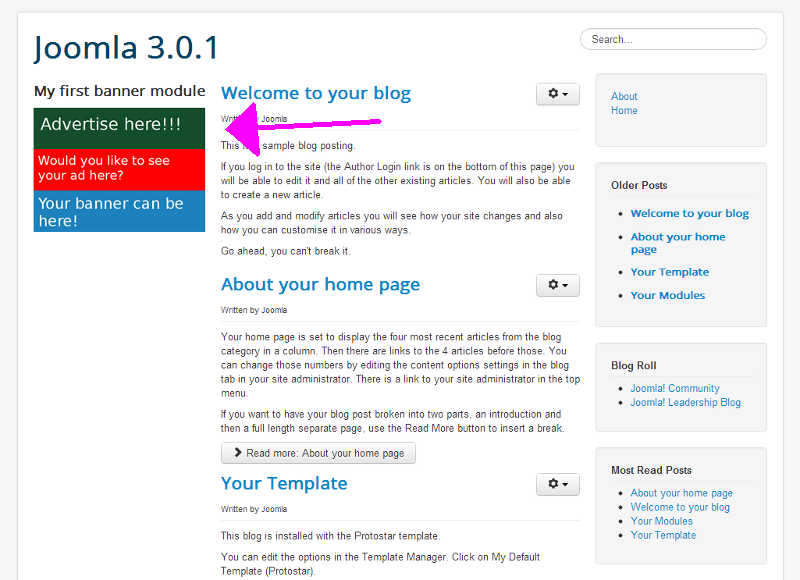 Joomla 3.0.1
Search...
My first banner module
Advertise here!!!
Would you like to see
your ad here?
Your banner can be
here!
Welcome to your blog
Written by Joomla
This sample blog posting.
If you log in to the site (the Author Login link is on the bottom of this page) you
will be able to edit it and all of the other existing articles. You will also be able
to create a new article.
As you add and modify articles you will see how your site changes and also
how you can customise it in various ways.
Go ahead, you can't break it.
About your home page
Written by Joomla
Your home page is set to display the four most recent articles from the blog
category in a column. Then there are links to the 4 articles before those. You
can change those numbers by editing the content options settings in the blog
tab in your site administrator. There is a link to your site administrator in the top
menu.
If you want to have your blog post broken into two parts, an introduction and
then a full length separate page, use the Read More button to insert a break.
Read more: About your home page
Your Template
Written by Joomla
This blog is installed with the Protostar template.
You can edit the options in the Template Manager. Click on My Default
Template (Protostar).
About
Home
Older Posts
Welcome to your blog
About your home
page
Your Template
Your Modules
Blog Roll
Joomla! Community
Joomla! Leadership Blog
Most Read Posts
About your home page
Welcome to your blog
Your Modules
Your Template